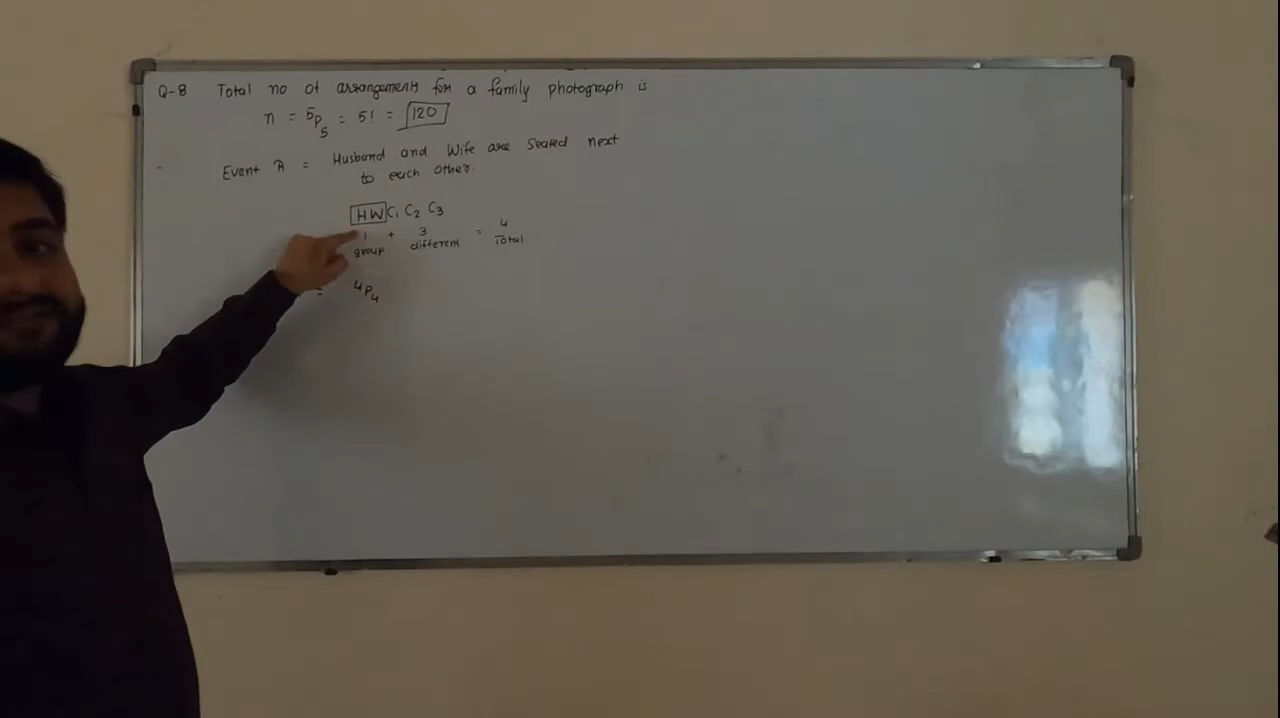 Q-8 Total no of arrangements for a family photograph is
n = 5P5 = 5! = 120
Event A = Husband and Wife are seated next
to each other.
HW C1 C2 C3
1 + 3 = 4
group different Total
= 4P4